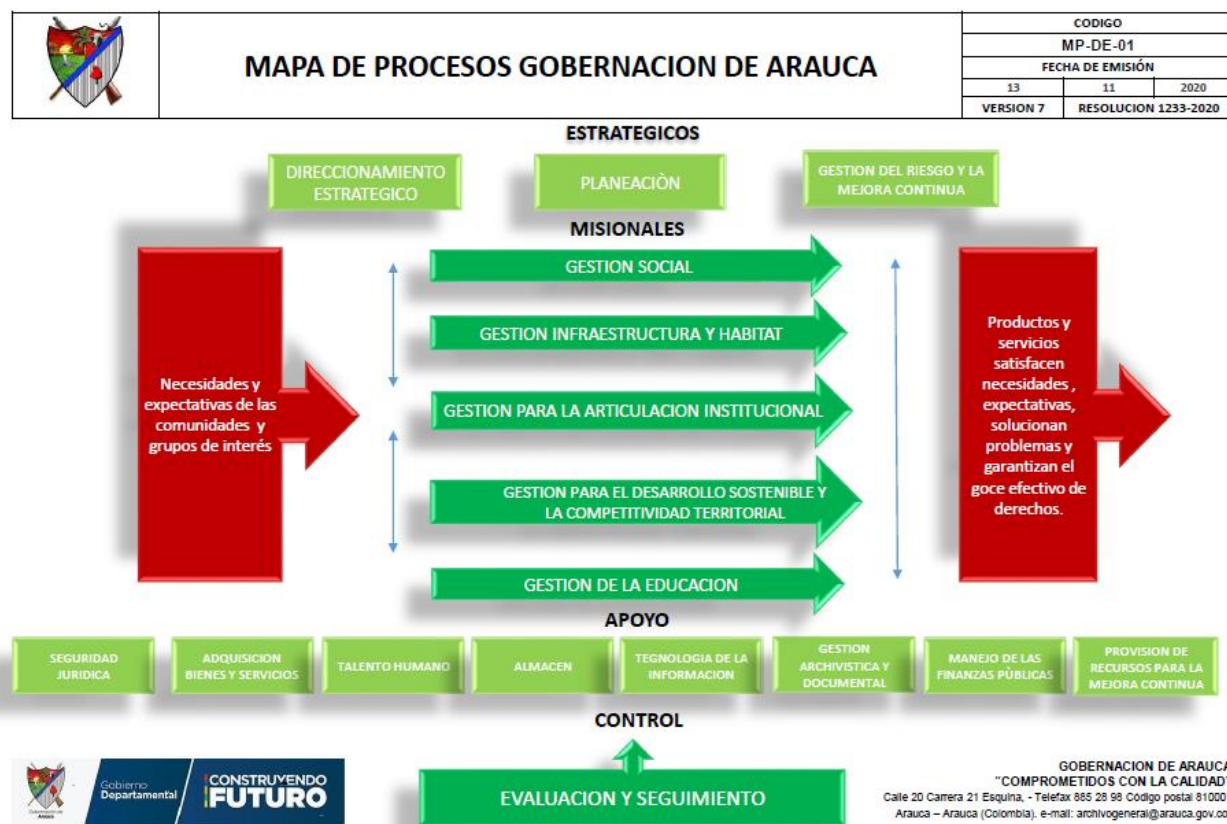 MAPA DE PROCESOS GOBERNACION DE ARAUCA
CODIGO
MP-DE-01
FECHA DE EMISIÓN
13 11 2020
VERSION 7 RESOLUCION 1233-2020
ESTRATEGICOS
DIRECCIONAMIENTO
ESTRATEGICO
PLANEACIÒN
GESTION DEL RIESGO Y LA
MEJORA CONTINUA
MISIONALES
Necesidades y
expectativas de las
comunidades y
grupos de interés
GESTION SOCIAL
GESTION INFRAESTRUCTURA Y HABITAT
GESTION PARA LA ARTICULACION INSTITUCIONAL
GESTION PARA EL DESARROLLO SOSTENIBLE Y
LA COMPETITIVIDAD TERRITORIAL
GESTION DE LA EDUCACION
Productos y
servicios
satisfacen
necesidades ,
expectativas,
solucionan
problemas y
garantizan el
goce efectivo de
derechos.
APOYO
SEGURIDAD
JURIDICA
ADQUISICION
BIENES Y SERVICIOS
TALENTO HUMANO
ALMACEN
TEGNOLOGIA DE LA
INFORMACION
GESTION
ARCHIVISTICA Y
DOCUMENTAL
MANEJO DE LAS
FINANZAS PÙBLICAS
PROVISION DE
RECURSOS PARA LA
MEJORA CONTINUA
CONTROL
EVALUACION Y SEGUIMIENTO
Gobierno
Departamental
CONSTRUYENDO
FUTURO
GOBERNACION DE ARAUCA
"COMPROMETIDOS CON LA CALIDAD"
Calle 20 Carrera 21 Esquina, - Telefax 885 28 98 Código postal 81000
Arauca – Arauca (Colombia). e-mail: archivogeneral@arauca.gov.co